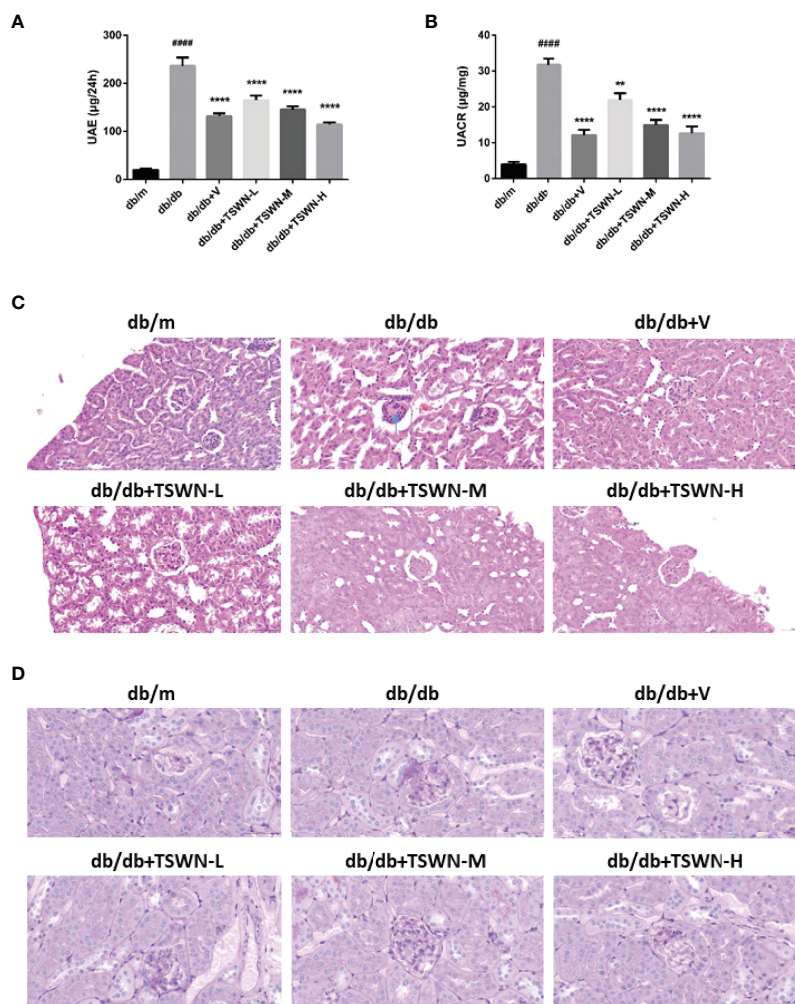 A
UAE (µg/24h)
300
200
100
0
####
****
****
****
****
db/m
db/db
db/db+V
db/db+TSWN-L
db/db+TSWN-M
db/db+TSWN-H
B
UACR (µg/mg)
40
30
20
10
0
####
****
**
****
****
db/m
db/db
db/db+V
db/db+TSWN-L
db/db+TSWN-M
db/db+TSWN-H
C
db/m db/db db/db+V
db/db+TSWN-L db/db+TSWN-M db/db+TSWN-H
D
db/m db/db db/db+V
db/db+TSWN-L db/db+TSWN-M db/db+TSWN-H